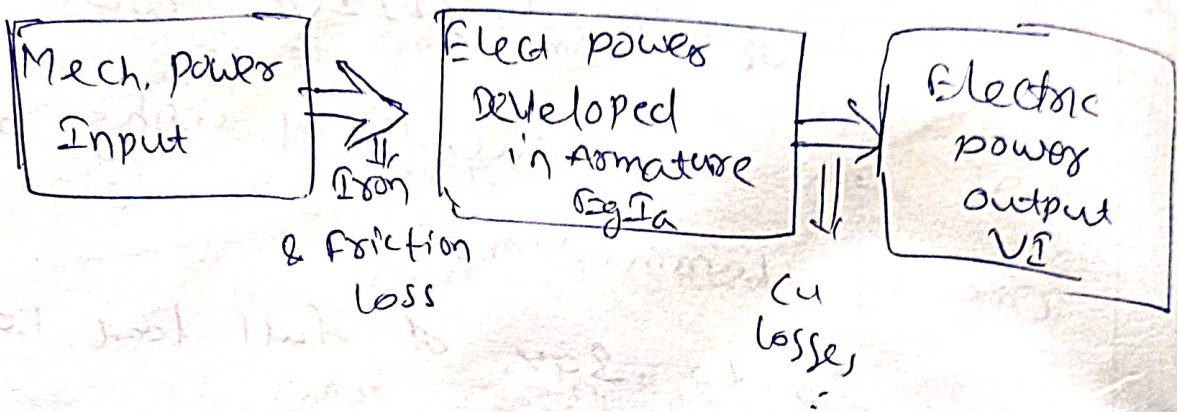 Mech. Power
Input
Iron
& Friction
Loss
Elect power
Developed
in Armature
EgIa
Cu
losses
Electric
power
output
VI